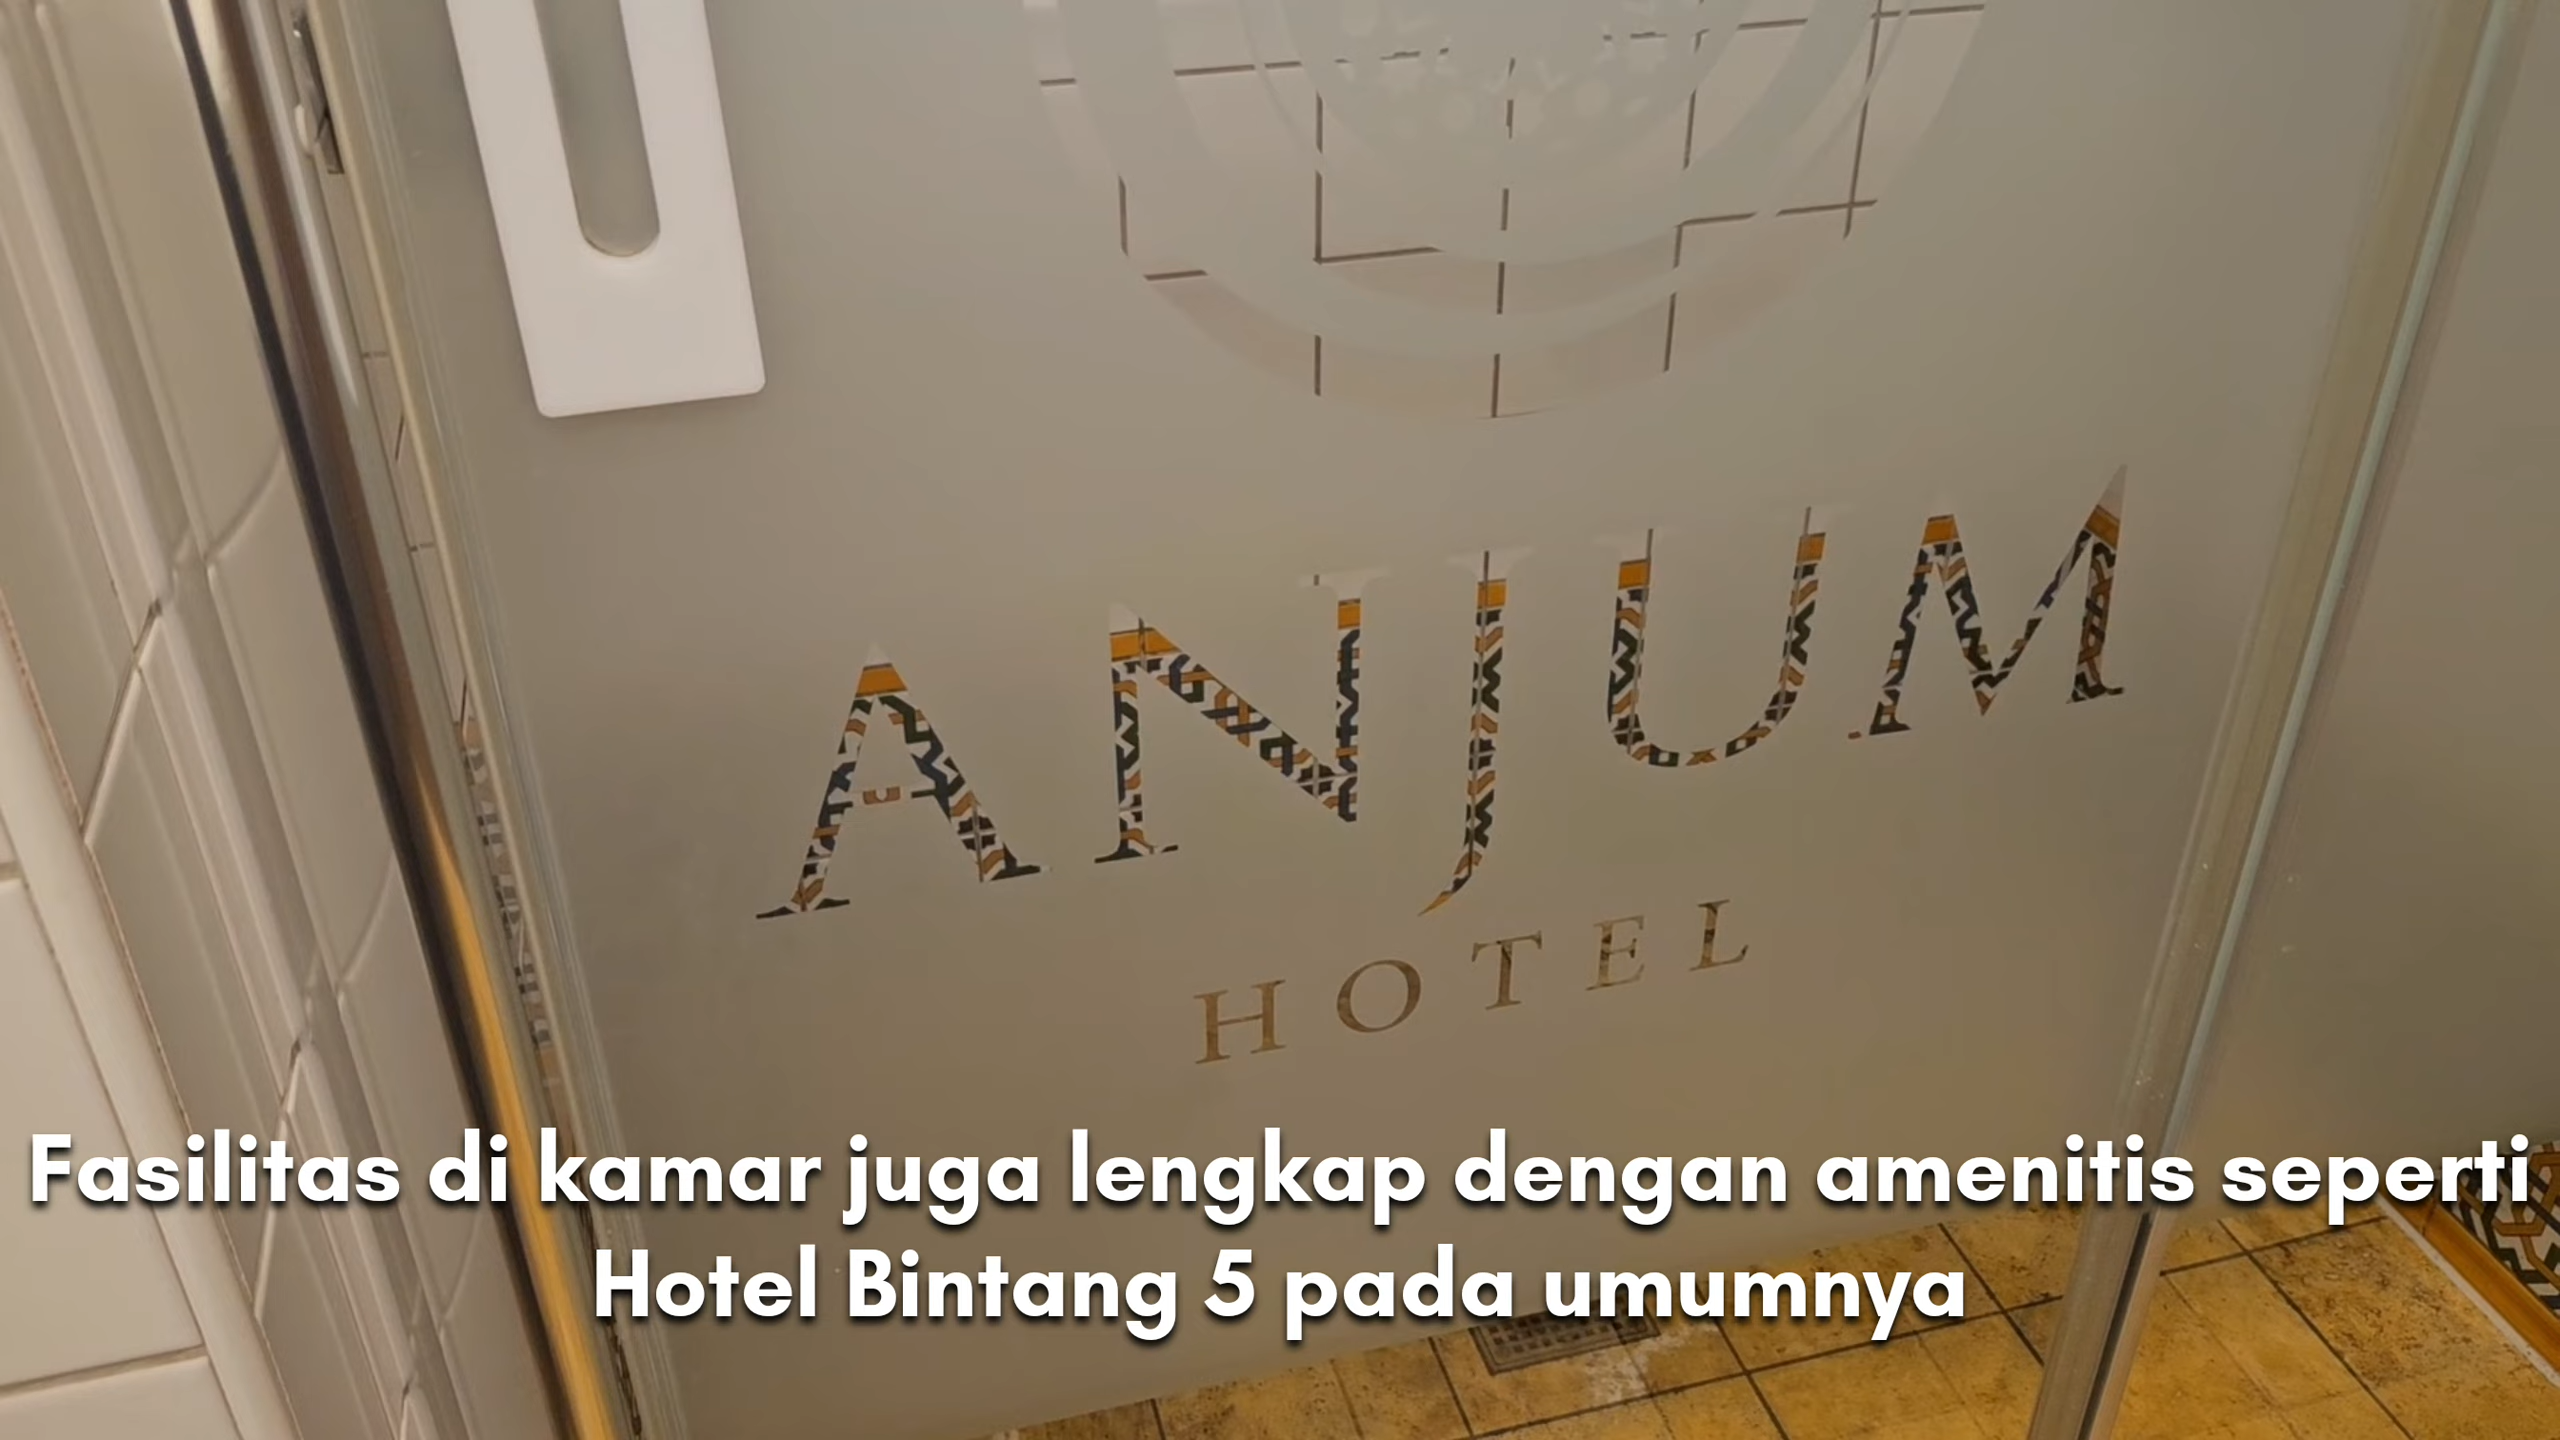 ANJUM
HOTEL
Fasilitas di kamar juga lengkap dengan amenitis seperti
Hotel Bintang 5 pada umumnya